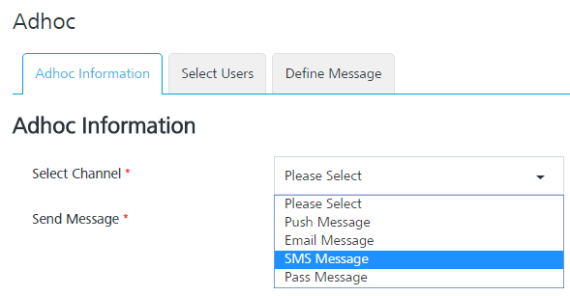 Adhoc
Adhoc Information Select Users Define Message
Adhoc Information
Select Channel * Please Select
Please Select
Send Message * Push Message
Email Message
SMS Message
Pass Message